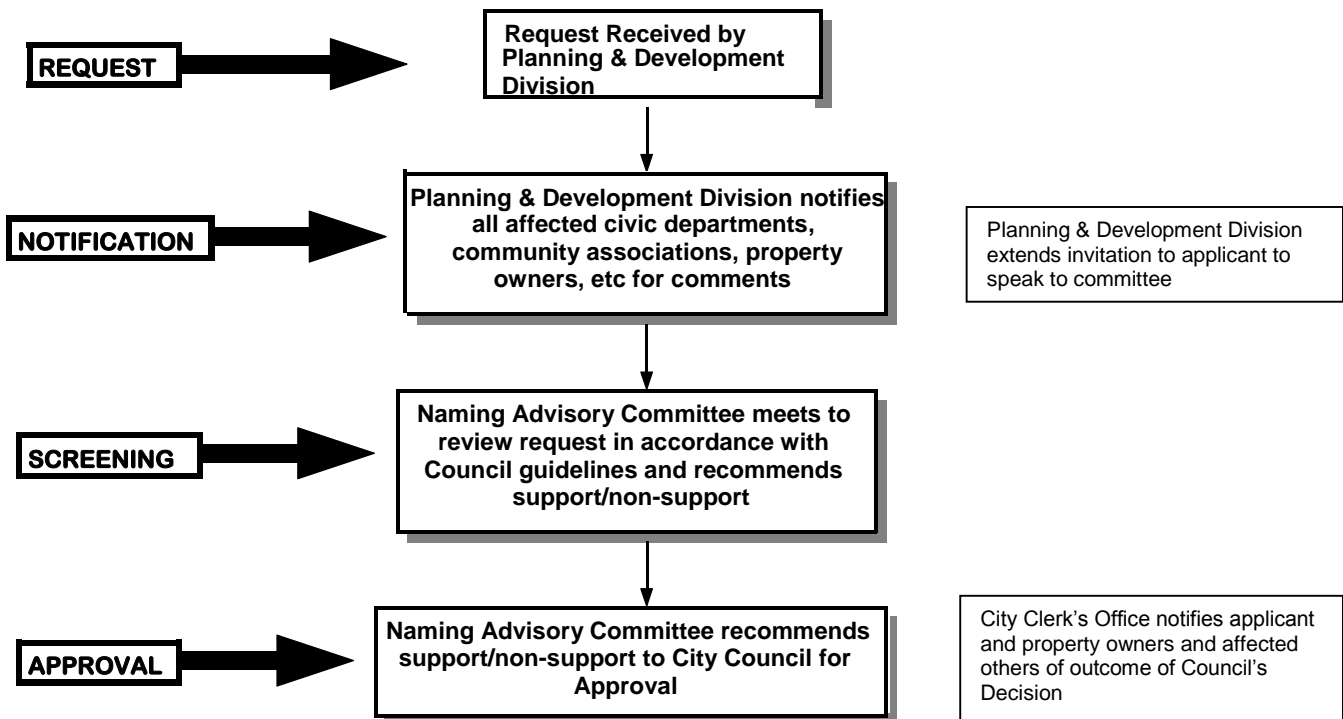 REQUEST
Request Received by
Planning & Development
Division
NOTIFICATION
Planning & Development Division notifies
all affected civic departments,
community associations, property
owners, etc for comments
Planning & Development Division
extends invitation to applicant to
speak to committee
SCREENING
Naming Advisory Committee meets to
review request in accordance with
Council guidelines and recommends
support/non-support
APPROVAL
Naming Advisory Committee recommends
support/non-support to City Council for
Approval
City Clerk’s Office notifies applicant
and property owners and affected
others of outcome of Council’s
Decision